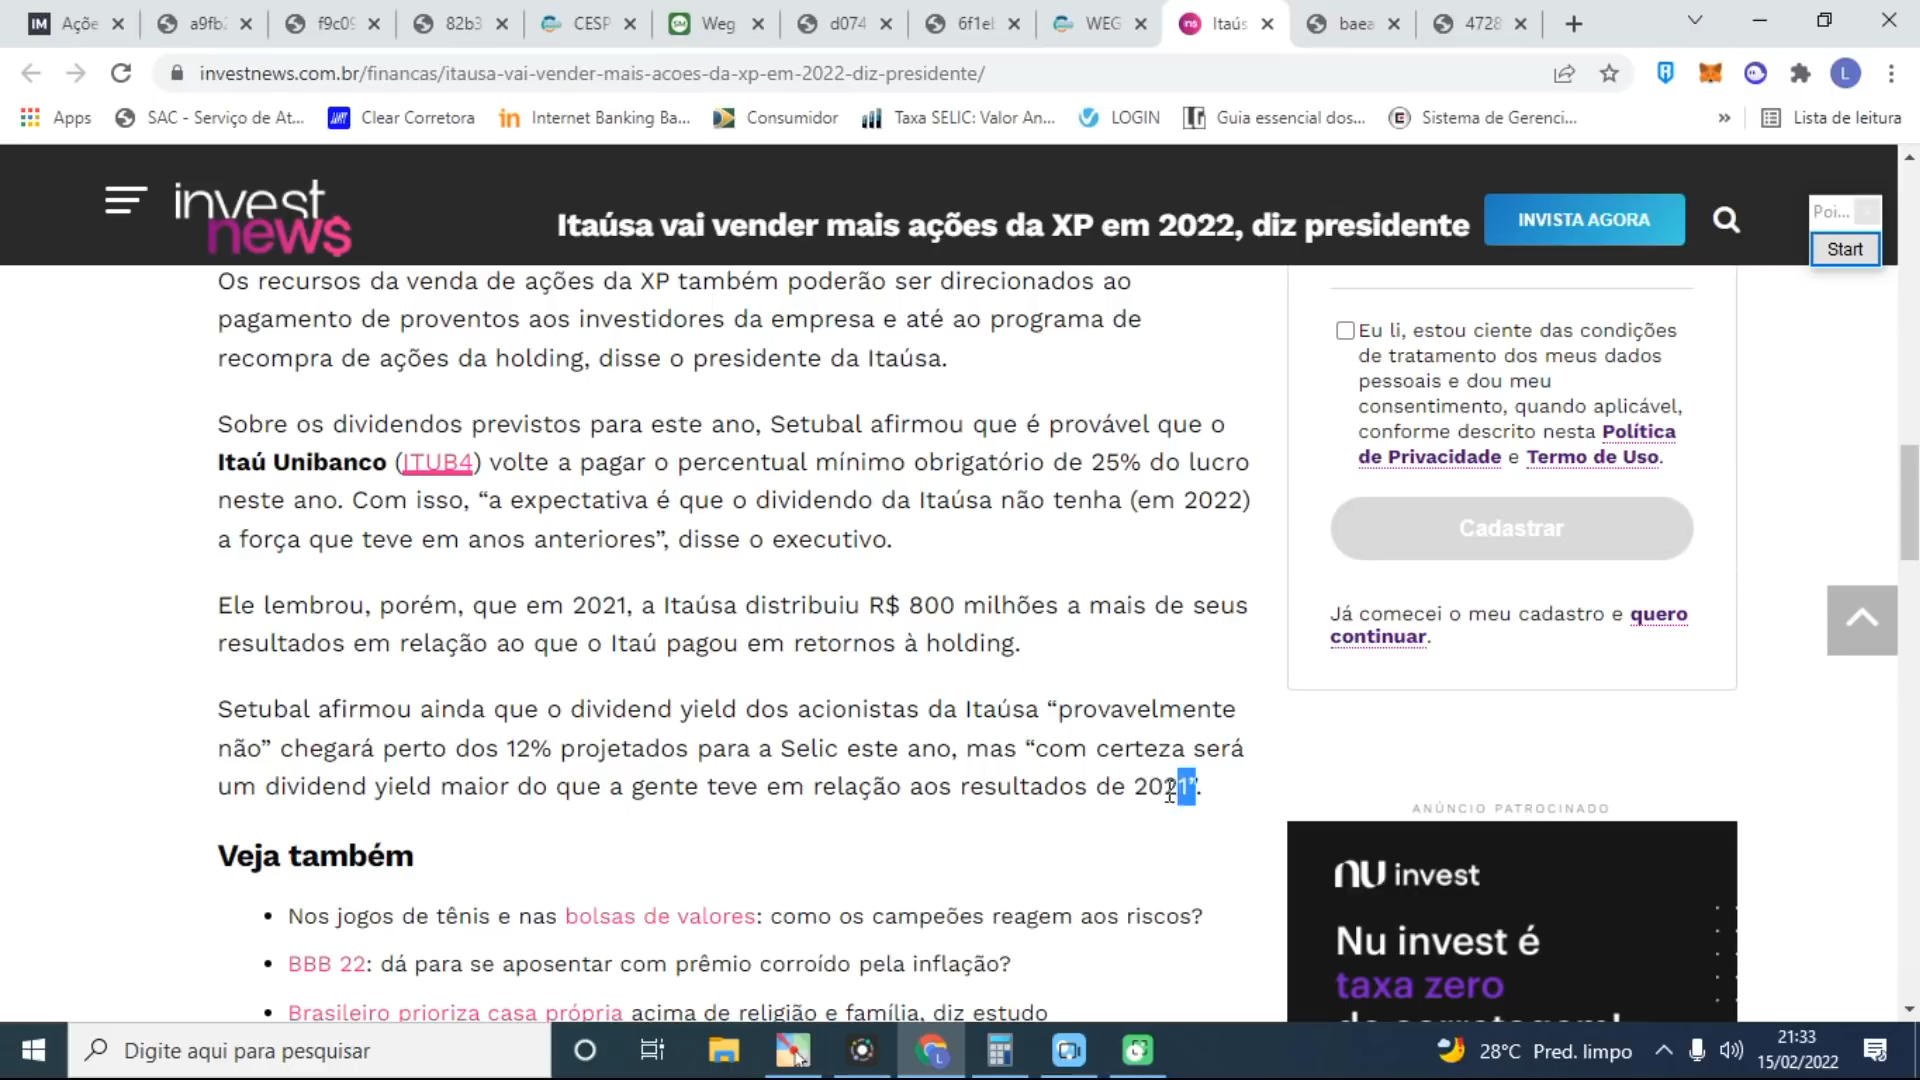 Açõe
a9fb
f9c09
82b3
CESP
Weg
d074
6f1e
WEG
Itaús
baea
4728
investnews.com.br/financas/itausa-vai-vender-mais-acoes-da-xp-em-2022-diz-presidente/
L
Apps
SAC - Serviço de At...
Clear Corretora
Internet Banking Ba...
Consumidor
Taxa SELIC: Valor An...
LOGIN
Guia essencial dos...
Sistema de Gerenci...
»
Lista de leitura
invest
news
Itaúsa vai vender mais ações da XP em 2022, diz presidente
INVISTA AGORA
Poi...
Start
Os recursos da venda de ações da XP também poderão ser direcionados ao
pagamento de proventos aos investidores da empresa e até ao programa de
recompra de ações da holding, disse o presidente da Itaúsa.
Sobre os dividendos previstos para este ano, Setubal afirmou que é provável que o
Itaú Unibanco (ITUB4) volte a pagar o percentual mínimo obrigatório de 25% do lucro
neste ano. Com isso, “a expectativa é que o dividendo da Itaúsa não tenha (em 2022)
a força que teve em anos anteriores”, disse o executivo.
Ele lembrou, porém, que em 2021, a Itaúsa distribuiu R$ 800 milhões a mais de seus
resultados em relação ao que o Itaú pagou em retornos à holding.
Setubal afirmou ainda que o dividend yield dos acionistas da Itaúsa “provavelmente
não” chegará perto dos 12% projetados para a Selic este ano, mas “com certeza será
um dividend yield maior do que a gente teve em relação aos resultados de 2021”.
Veja também
• Nos jogos de tênis e nas bolsas de valores: como os campeões reagem aos riscos?
• BBB 22: dá para se aposentar com prêmio corroído pela inflação?
• Brasileiro prioriza casa própria acima de religião e família, diz estudo
Eu li, estou ciente das condições
de tratamento dos meus dados
pessoais e dou meu
consentimento, quando aplicável,
conforme descrito nesta Política
de Privacidade e Termo de Uso.
Cadastrar
Já comecei o meu cadastro e quero
continuar.
ANÚNCIO PATROCINADO
nu invest
Nu invest é
taxa zero
de corretagem!
Digite aqui para pesquisar
28°C Pred. limpo
21:33
15/02/2022